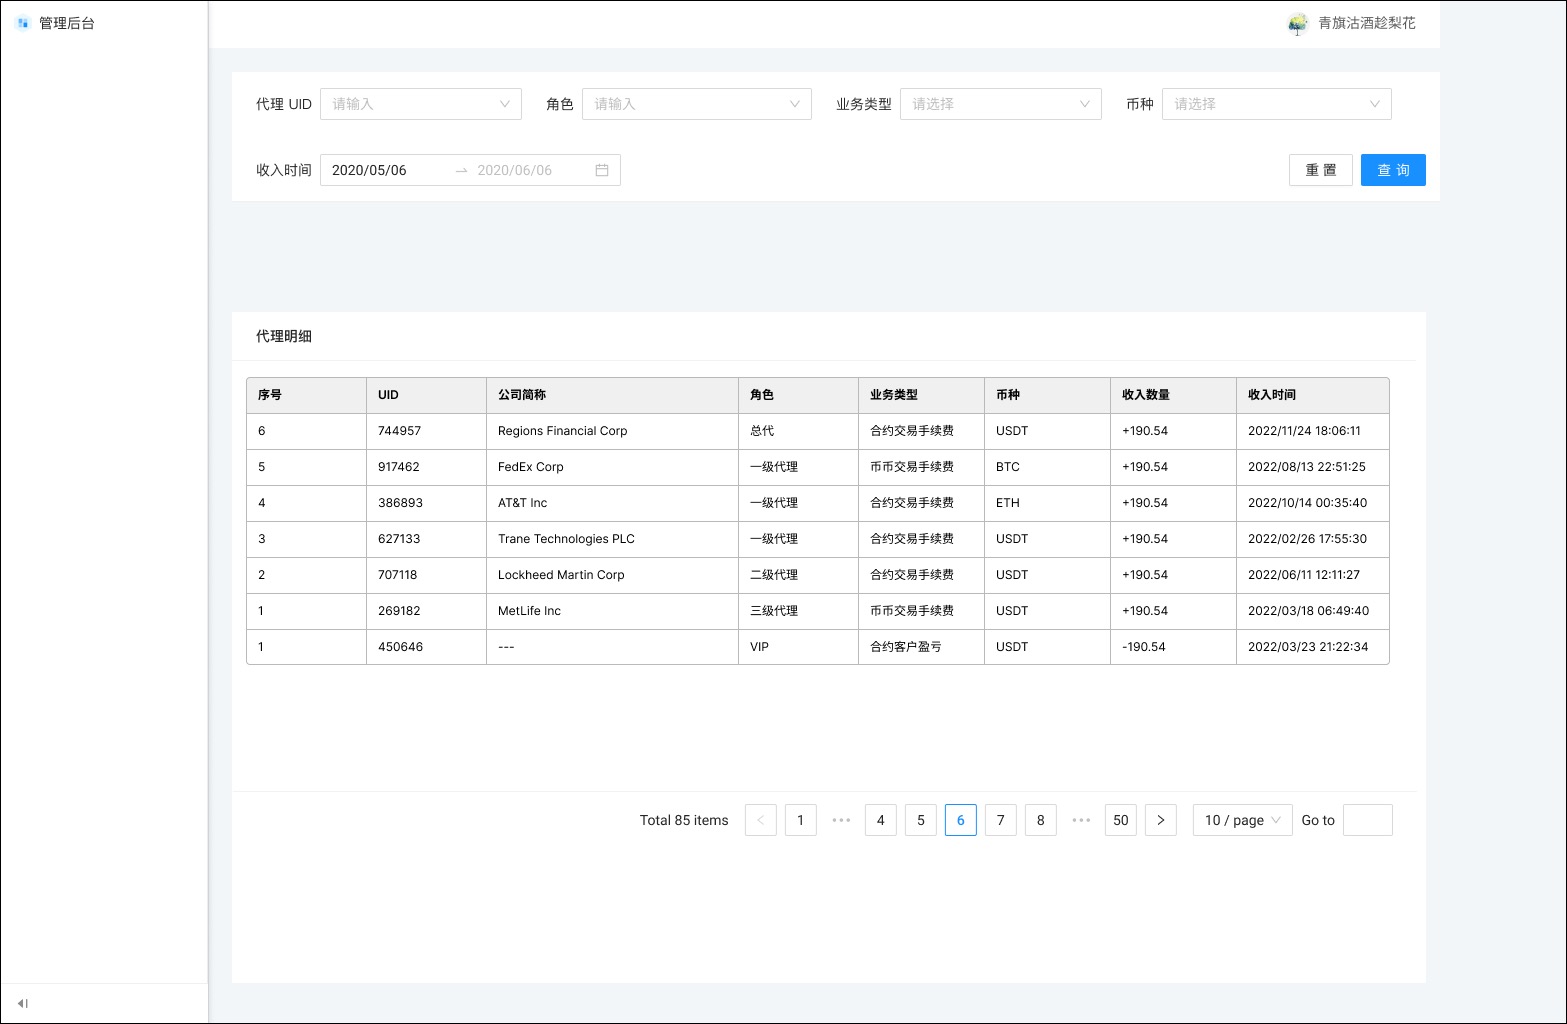 管理后台
青旗沽酒趁梨花
代理 UID 请输入 角色 请输入 业务类型 请选择 币种 请选择
收入时间 2020/05/06 → 2020/06/06 重 置 查 询
代理明细
序号 UID 公司简称 角色 业务类型 币种 收入数量 收入时间
6 744957 Regions Financial Corp 总代 合约交易手续费 USDT +190.54 2022/11/24 18:06:11
5 917462 FedEx Corp 一级代理 币币交易手续费 BTC +190.54 2022/08/13 22:51:25
4 386893 AT&T Inc 一级代理 合约交易手续费 ETH +190.54 2022/10/14 00:35:40
3 627133 Trane Technologies PLC 一级代理 合约交易手续费 USDT +190.54 2022/02/26 17:55:30
2 707118 Lockheed Martin Corp 二级代理 合约交易手续费 USDT +190.54 2022/06/11 12:11:27
1 269182 MetLife Inc 三级代理 币币交易手续费 USDT +190.54 2022/03/18 06:49:40
1 450646 --- VIP 合约客户盈亏 USDT -190.54 2022/03/23 21:22:34
Total 85 items < 1 ••• 4 5 6 7 8 ••• 50 > 10 / page Go to